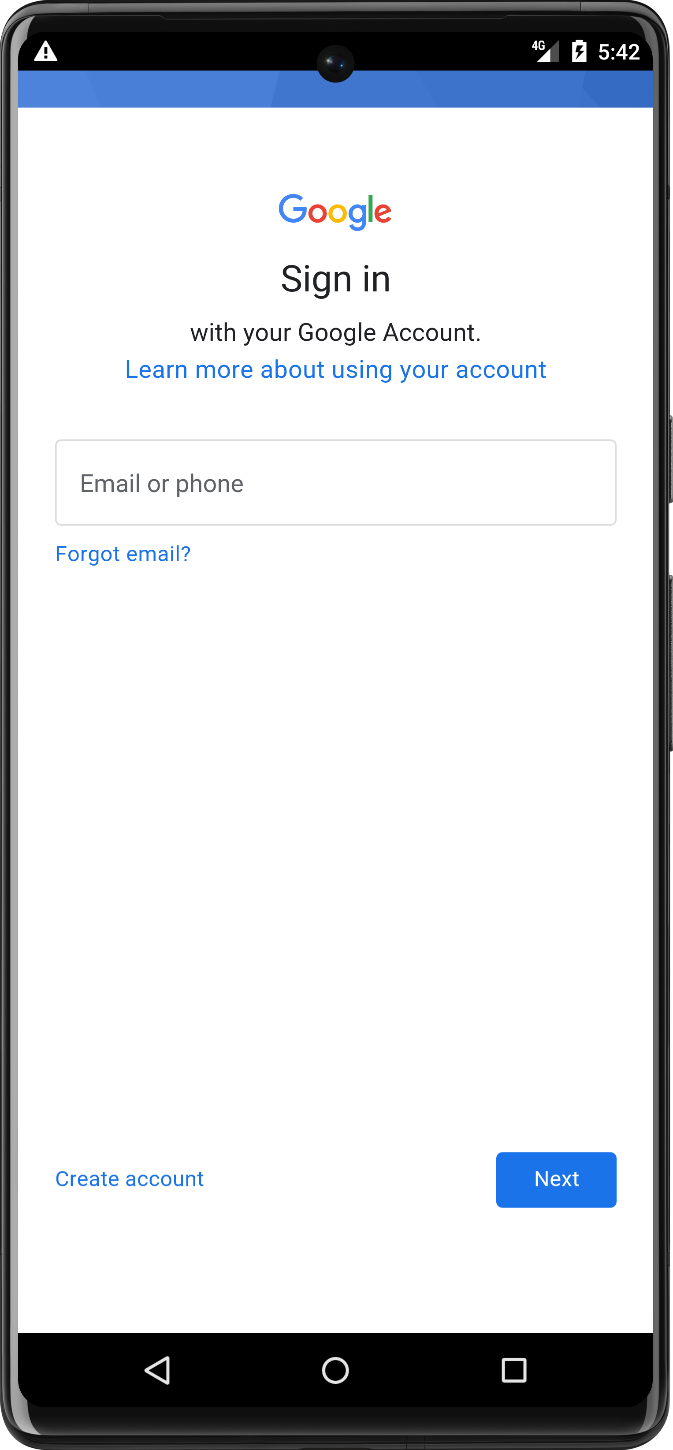 4G 5:42
Google
Sign in
with your Google Account.
Learn more about using your account
Email or phone
Forgot email?
Create account Next